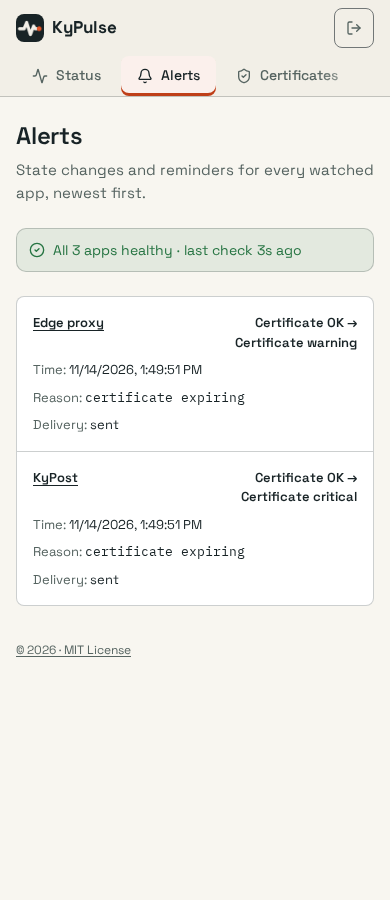 KyPulse
Status
Alerts
Certificates
Alerts
State changes and reminders for every watched
app, newest first.
All 3 apps healthy · last check 3s ago
Edge proxy
Certificate OK →
Certificate warning
Time: 11/14/2026, 1:49:51 PM
Reason: certificate expiring
Delivery: sent
KyPost
Certificate OK →
Certificate critical
Time: 11/14/2026, 1:49:51 PM
Reason: certificate expiring
Delivery: sent
© 2026 · MIT License